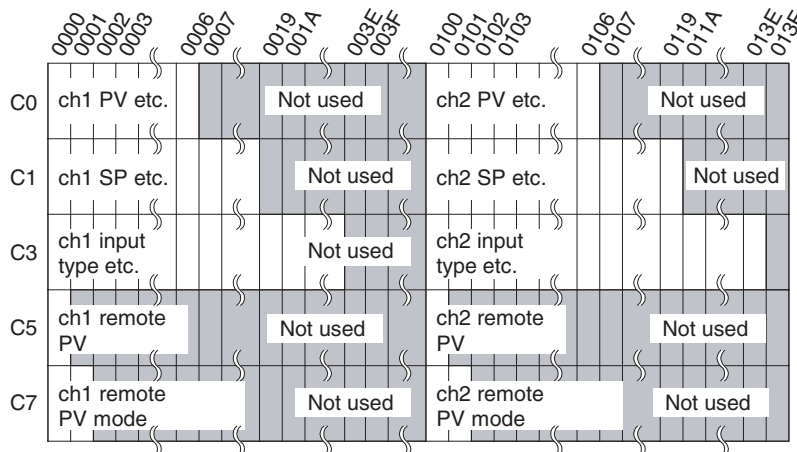 0000 0001 0002 0003 0006 0007 0019 001A 003E 003F 0100 0101 0102 0103 0106 0107 0119 011A 013E 013F
C0 ch1 PV etc. Not used ch2 PV etc. Not used
C1 ch1 SP etc. Not used ch2 SP etc. Not used
C3 ch1 input Not used ch2 input
type etc. type etc.
C5 ch1 remote Not used ch2 remote Not used
PV PV
C7 ch1 remote Not used ch2 remote Not used
PV mode PV mode